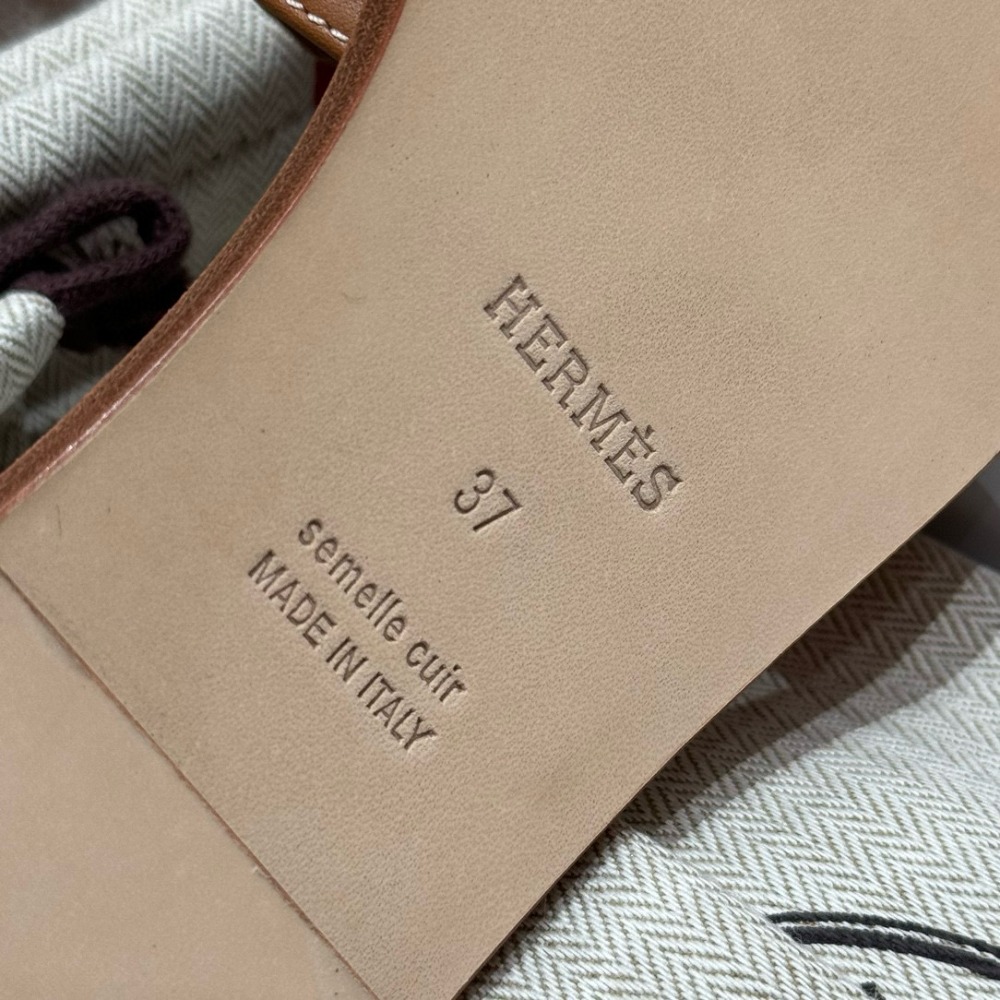 HERMÈS
37
semelle cuir
MADE IN ITALY